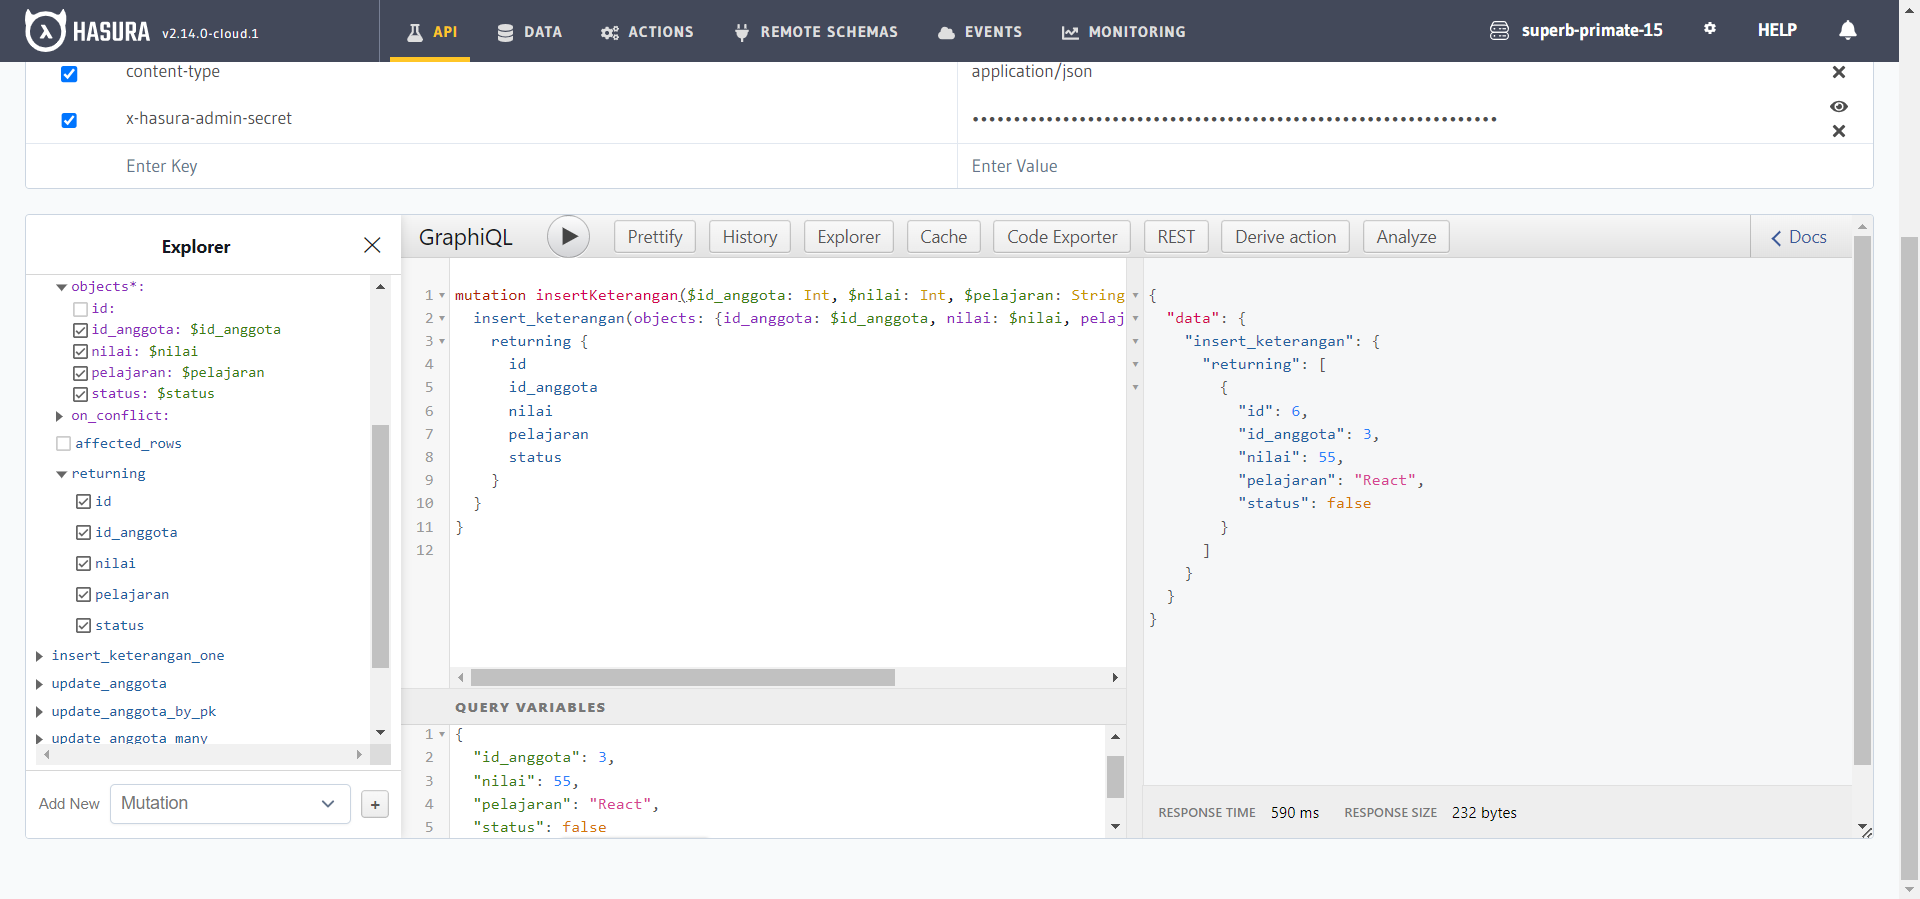 HASURA v2.14.0-cloud.1 API DATA ACTIONS REMOTE SCHEMAS EVENTS MONITORING superb-primate-15 HELP
content-type application/json
x-hasura-admin-secret ••••••••••••••••••••••••••••••••••••••••••••••••••••••••••••••••
Enter Key Enter Value
Explorer
objects*:
id:
id_anggota: $id_anggota
nilai: $nilai
pelajaran: $pelajaran
status: $status
on_conflict:
affected_rows
returning
id
id_anggota
nilai
pelajaran
status
insert_keterangan_one
update_anggota
update_anggota_by_pk
update_anggota_many
Add New Mutation +
GraphiQL Prettify History Explorer Cache Code Exporter REST Derive action Analyze Docs
1 mutation insertKeterangan($id_anggota: Int, $nilai: Int, $pelajaran: String
2 insert_keterangan(objects: {id_anggota: $id_anggota, nilai: $nilai, pelaj
3 returning {
4 id
5 id_anggota
6 nilai
7 pelajaran
8 status
9 }
10 }
11 }
12
QUERY VARIABLES
1 {
2 "id_anggota": 3,
3 "nilai": 55,
4 "pelajaran": "React",
5 "status": false
{
"data": {
"insert_keterangan": {
"returning": [
{
"id": 6,
"id_anggota": 3,
"nilai": 55,
"pelajaran": "React",
"status": false
}
]
}
}
}
RESPONSE TIME 590 ms RESPONSE SIZE 232 bytes